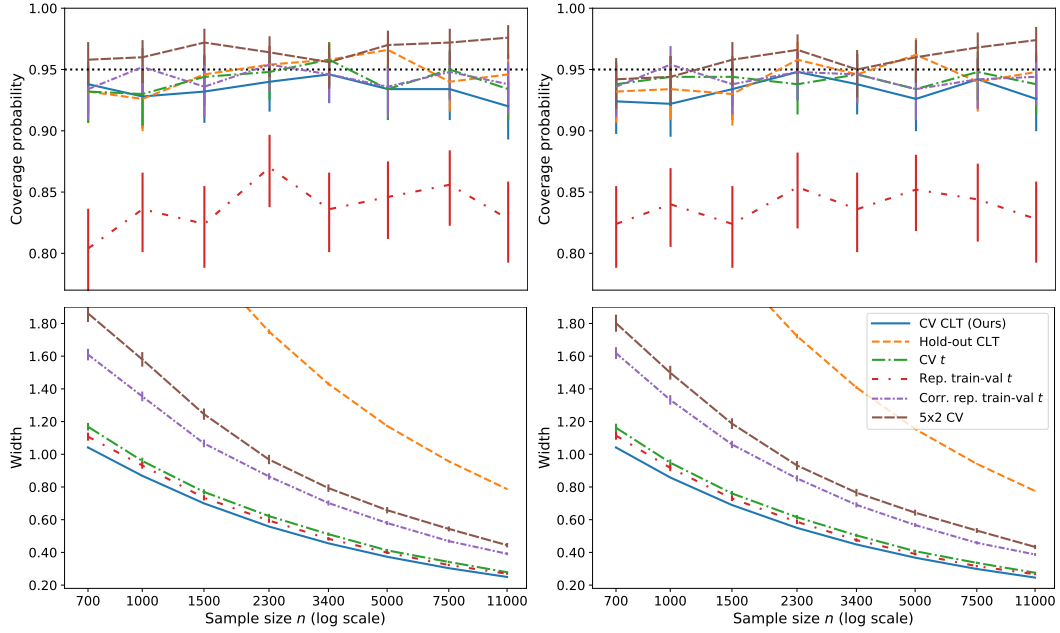 1.00
0.95
0.90
0.85
0.80
Coverage probability
1.00
0.95
0.90
0.85
0.80
Coverage probability
1.80
1.60
1.40
1.20
1.00
0.80
0.60
0.40
0.20
Width
700 1000 1500 2300 3400 5000 7500 11000
Sample size n (log scale)
1.80
1.60
1.40
1.20
1.00
0.80
0.60
0.40
0.20
Width
CV CLT (Ours)
Hold-out CLT
CV t
Rep. train-val t
Corr. rep. train-val t
5x2 CV
700 1000 1500 2300 3400 5000 7500 11000
Sample size n (log scale)